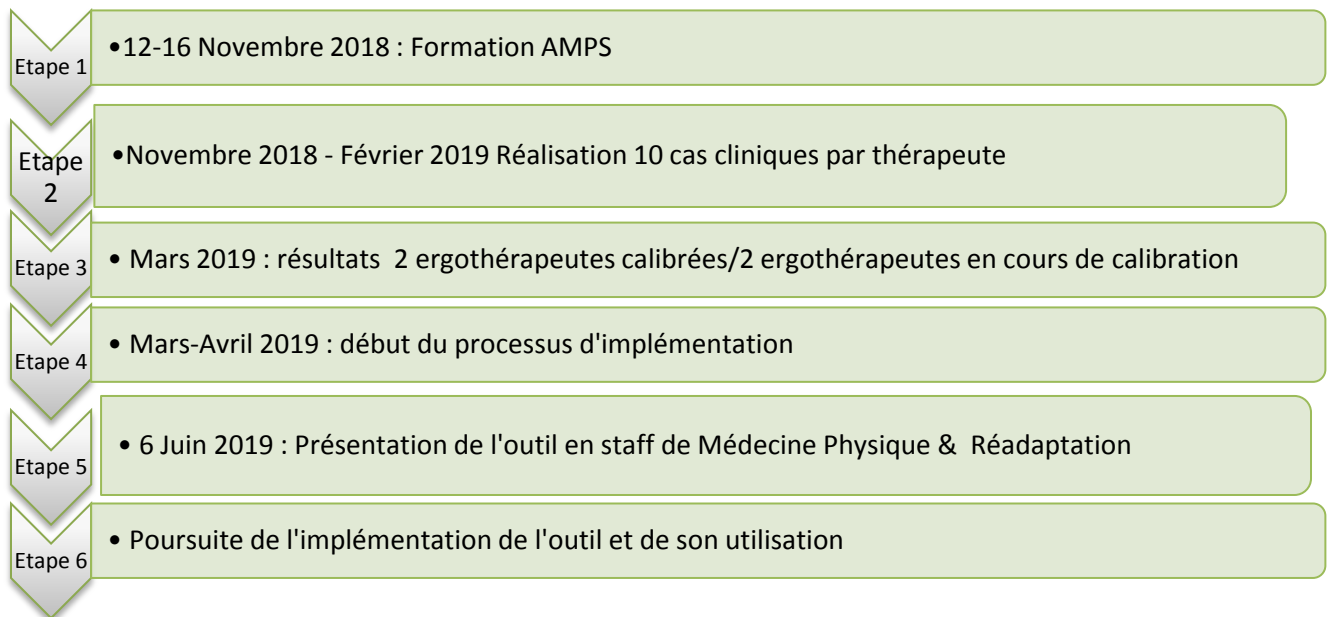 Etape 1
•12-16 Novembre 2018 : Formation AMPS
Etape
2
•Novembre 2018 - Février 2019 Réalisation 10 cas cliniques par thérapeute
Etape 3
• Mars 2019 : résultats  2 ergothérapeutes calibrées/2 ergothérapeutes en cours de calibration
Etape 4
• Mars-Avril 2019 : début du processus d'implémentation
Etape 5
• 6 Juin 2019 : Présentation de l'outil en staff de Médecine Physique &  Réadaptation
Etape 6
• Poursuite de l'implémentation de l'outil et de son utilisation